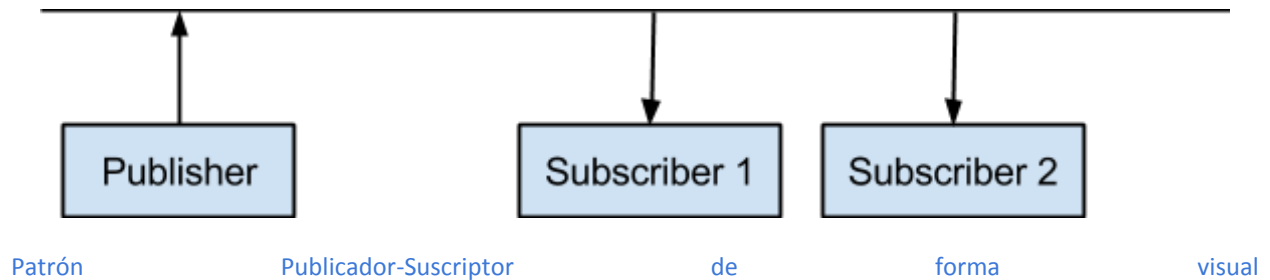 Publisher
Subscriber 1
Subscriber 2
Patrón Publicador-Suscriptor de forma visual